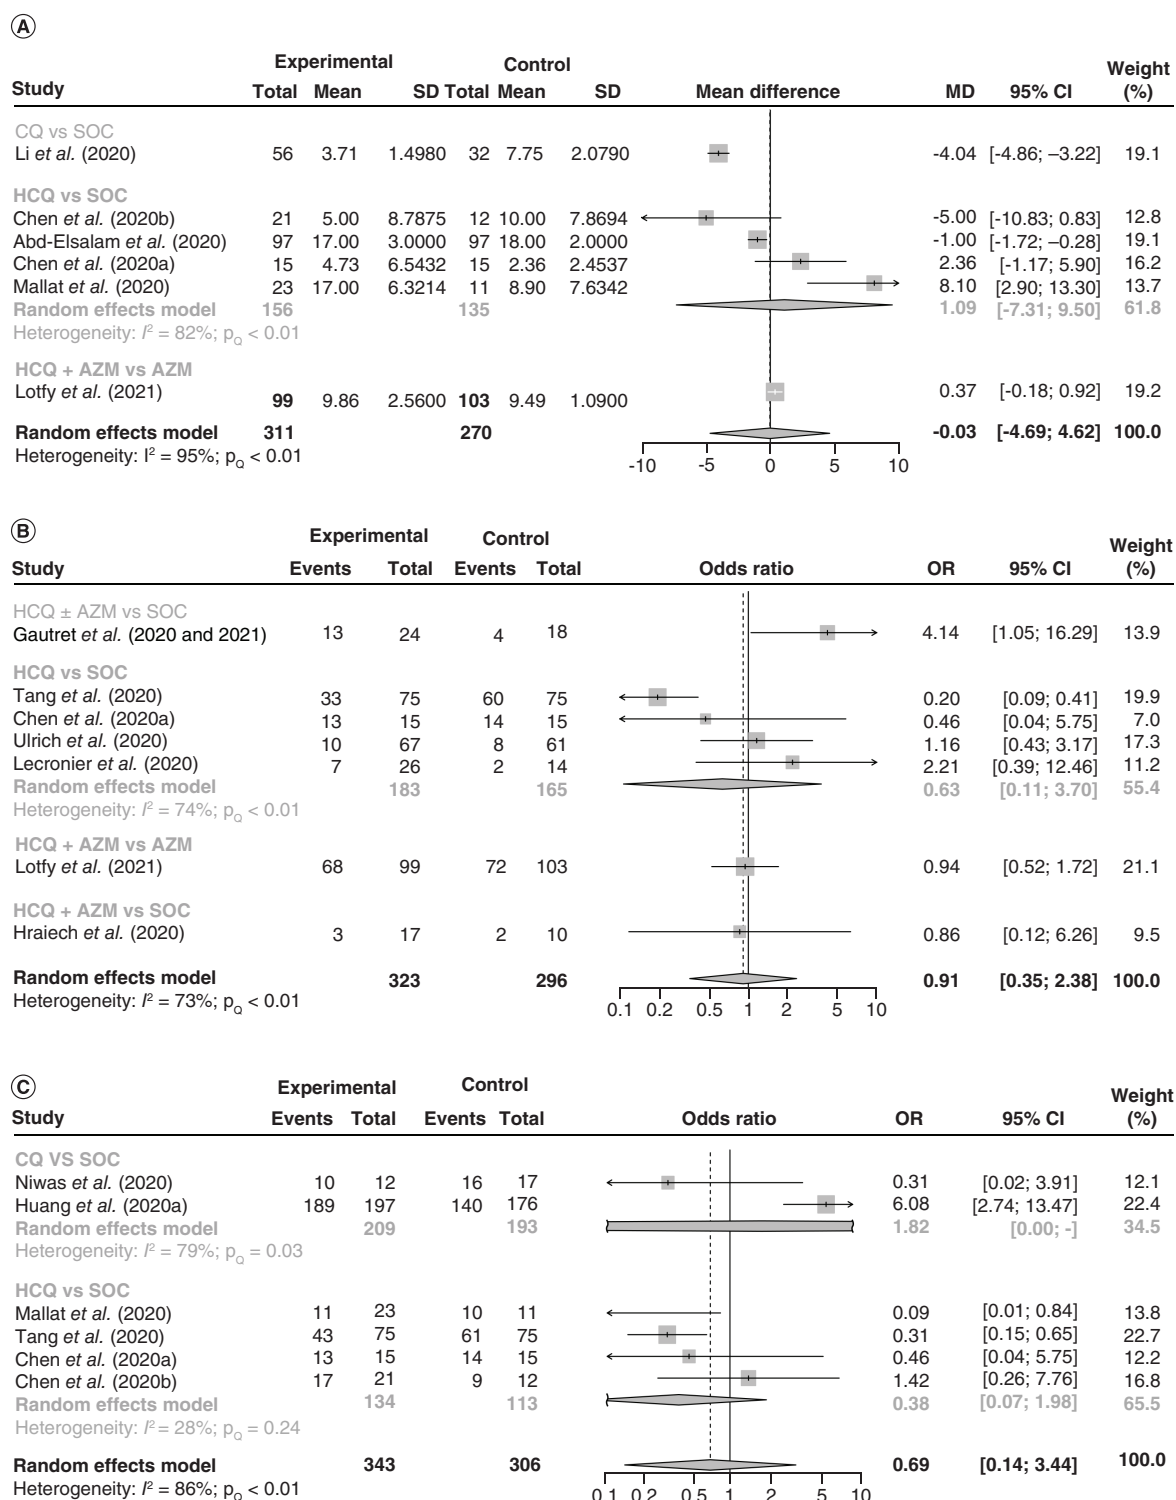 A
Experimental Control Weight
Study Total Mean SD Total Mean SD Mean difference MD 95% CI (%)
CQ vs SOC
Li et al. (2020) 56 3.71 1.4980 32 7.75 2.0790 -4.04 [-4.86; –3.22] 19.1
HCQ vs SOC
Chen et al. (2020b) 21 5.00 8.7875 12 10.00 7.8694 -5.00 [-10.83; 0.83] 12.8
Abd-Elsalam et al. (2020) 97 17.00 3.0000 97 18.00 2.0000 -1.00 [-1.72; –0.28] 19.1
Chen et al. (2020a) 15 4.73 6.5432 15 2.36 2.4537 2.36 [-1.17; 5.90] 16.2
Mallat et al. (2020) 23 17.00 6.3214 11 8.90 7.6342 8.10 [2.90; 13.30] 13.7
Random effects model 156 135 1.09 [-7.31; 9.50] 61.8
Heterogeneity: I² = 82%; pQ < 0.01
HCQ + AZM vs AZM
Lotfy et al. (2021) 99 9.86 2.5600 103 9.49 1.0900 0.37 [-0.18; 0.92] 19.2
Random effects model 311 270 -0.03 [-4.69; 4.62] 100.0
Heterogeneity: I² = 95%; pQ < 0.01
-10 -5 0 5 10
B
Experimental Control Weight
Study Events Total Events Total Odds ratio OR 95% CI (%)
HCQ ± AZM vs SOC
Gautret et al. (2020 and 2021) 13 24 4 18 4.14 [1.05; 16.29] 13.9
HCQ vs SOC
Tang et al. (2020) 33 75 60 75 0.20 [0.09; 0.41] 19.9
Chen et al. (2020a) 13 15 14 15 0.46 [0.04; 5.75] 7.0
Ulrich et al. (2020) 10 67 8 61 1.16 [0.43; 3.17] 17.3
Lecronier et al. (2020) 7 26 2 14 2.21 [0.39; 12.46] 11.2
Random effects model 183 165 0.63 [0.11; 3.70] 55.4
Heterogeneity: I² = 74%; pQ < 0.01
HCQ + AZM vs AZM
Lotfy et al. (2021) 68 99 72 103 0.94 [0.52; 1.72] 21.1
HCQ + AZM vs SOC
Hraiech et al. (2020) 3 17 2 10 0.86 [0.12; 6.26] 9.5
Random effects model 323 296 0.91 [0.35; 2.38] 100.0
Heterogeneity: I² = 73%; pQ < 0.01
0.1 0.2 0.5 1 2 5 10
C
Experimental Control Weight
Study Events Total Events Total Odds ratio OR 95% CI (%)
CQ VS SOC
Niwas et al. (2020) 10 12 16 17 0.31 [0.02; 3.91] 12.1
Huang et al. (2020a) 189 197 140 176 6.08 [2.74; 13.47] 22.4
Random effects model 209 193 1.82 [0.00; -] 34.5
Heterogeneity: I² = 79%; pQ = 0.03
HCQ vs SOC
Mallat et al. (2020) 11 23 10 11 0.09 [0.01; 0.84] 13.8
Tang et al. (2020) 43 75 61 75 0.31 [0.15; 0.65] 22.7
Chen et al. (2020a) 13 15 14 15 0.46 [0.04; 5.75] 12.2
Chen et al. (2020b) 17 21 9 12 1.42 [0.26; 7.76] 16.8
Random effects model 134 113 0.38 [0.07; 1.98] 65.5
Heterogeneity: I² = 28%; pQ = 0.24
Random effects model 343 306 0.69 [0.14; 3.44] 100.0
Heterogeneity: I² = 86%; pQ < 0.01
0.1 0.2 0.5 1 2 5 10